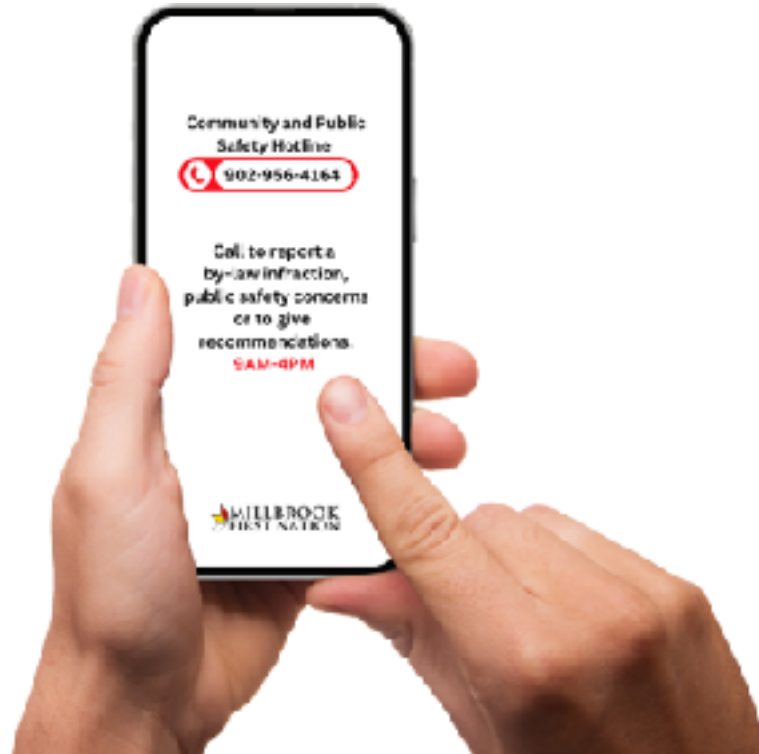 Community and Public
Safety Hotline
902-956-4164
Call to report a
by-law infraction,
public safety concerns
or to give
recommendations.
9AM-4PM
MILLBROOK
FIRST NATION